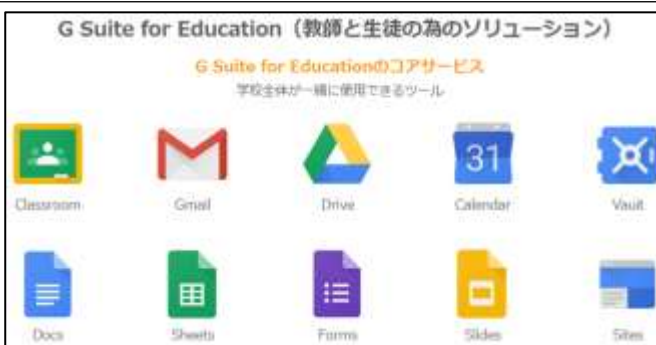 G Suite for Education（教師と生徒の為のソリューション）
G Suite for Educationのコアサービス
学校全体が一緒に使用できるツール
31
Classroom Gmail Drive Calendar Vault
Docs Sheets Forms Slides Sites